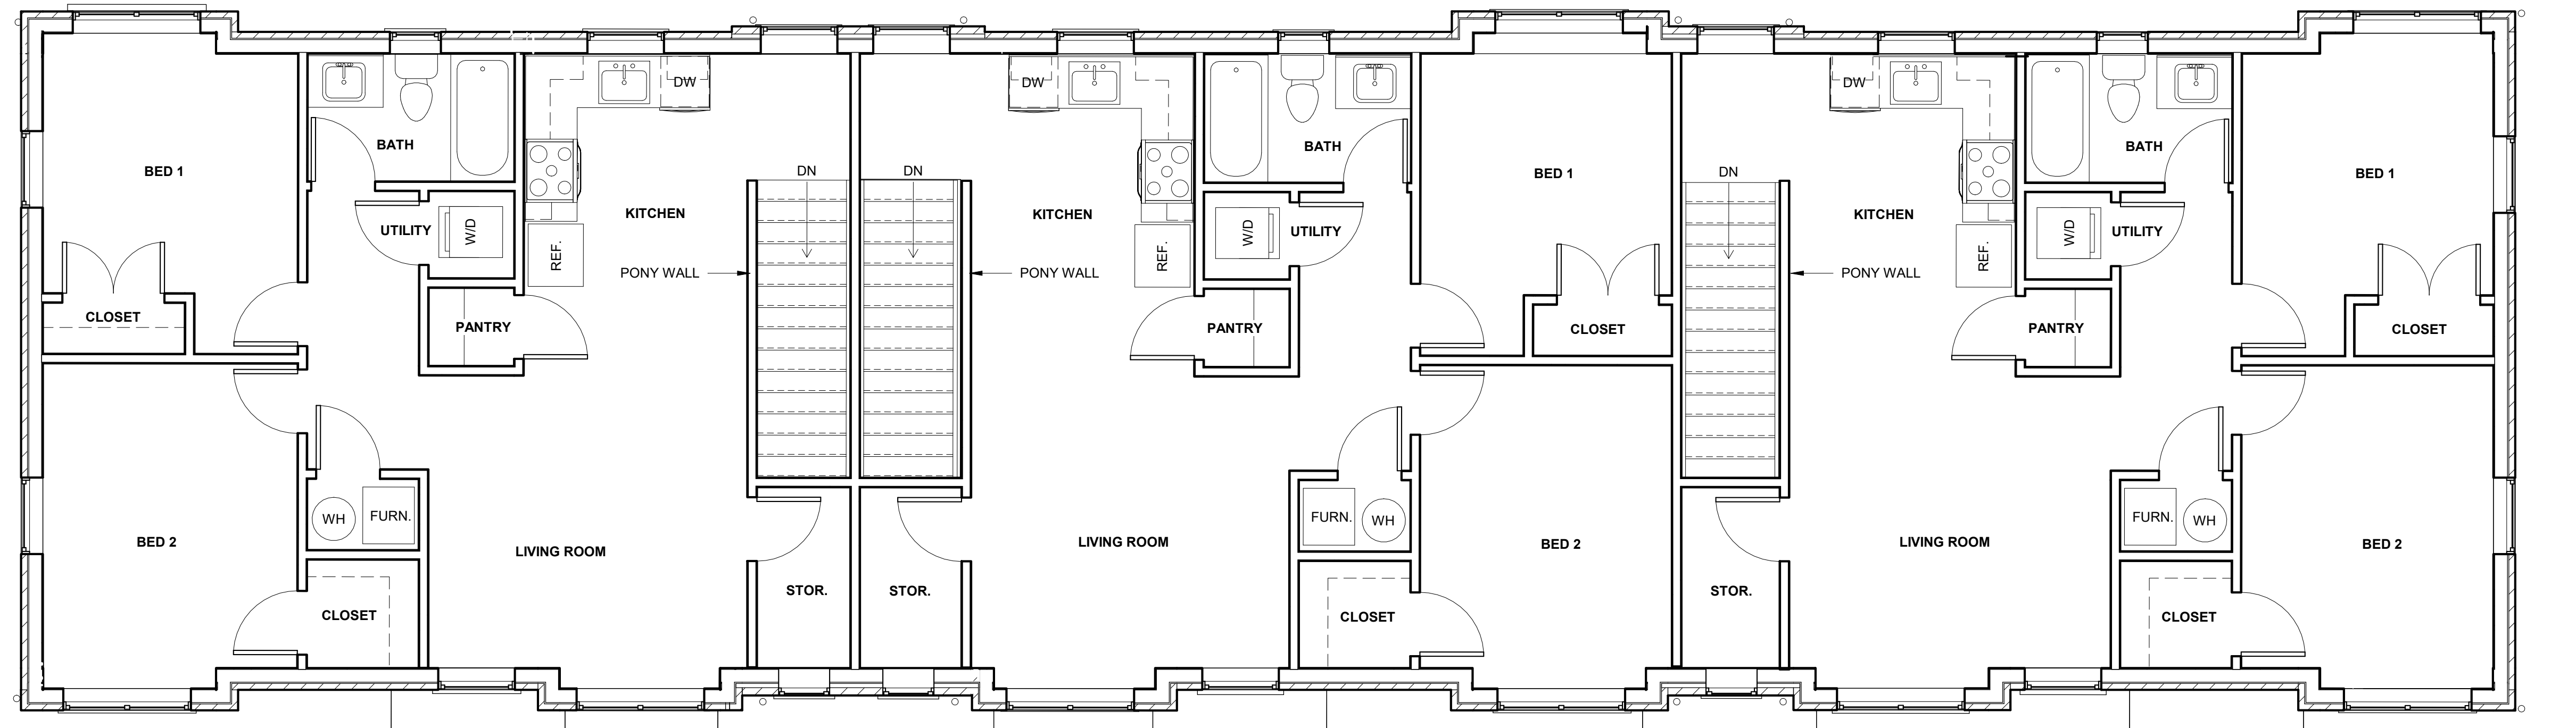 BED 1
CLOSET
BED 2
BATH
UTILITY
W/D
PANTRY
WH
FURN.
CLOSET
DW
KITCHEN
REF.
PONY WALL
LIVING ROOM
DN
STOR.
DN
STOR.
DW
KITCHEN
REF.
PONY WALL
LIVING ROOM
BATH
W/D
UTILITY
PANTRY
FURN.
WH
CLOSET
BED 1
CLOSET
BED 2
DN
STOR.
DW
KITCHEN
REF.
PONY WALL
LIVING ROOM
BATH
W/D
UTILITY
PANTRY
FURN.
WH
CLOSET
BED 1
CLOSET
BED 2